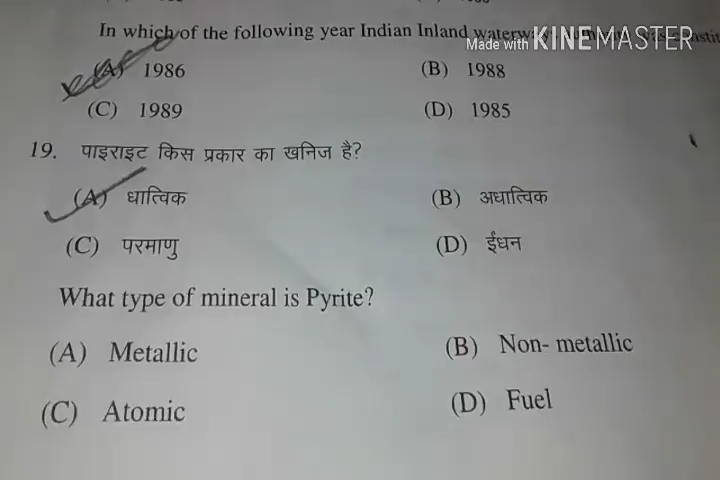 In which of the following year Indian Inland
Made with KINEMASTER
(A) 1986 (B) 1988
(C) 1989 (D) 1985
19. पाइराइट किस प्रकार का खनिज है?
(A) धात्विक (B) अधात्विक
(C) परमाणु (D) ईंधन
What type of mineral is Pyrite?
(A) Metallic (B) Non- metallic
(C) Atomic (D) Fuel